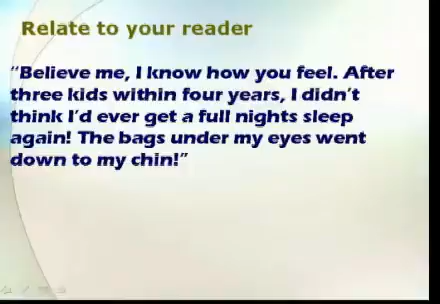 Relate to your reader
“Believe me, I know how you feel. After
three kids within four years, I didn’t
think I’d ever get a full nights sleep
again! The bags under my eyes went
down to my chin!”